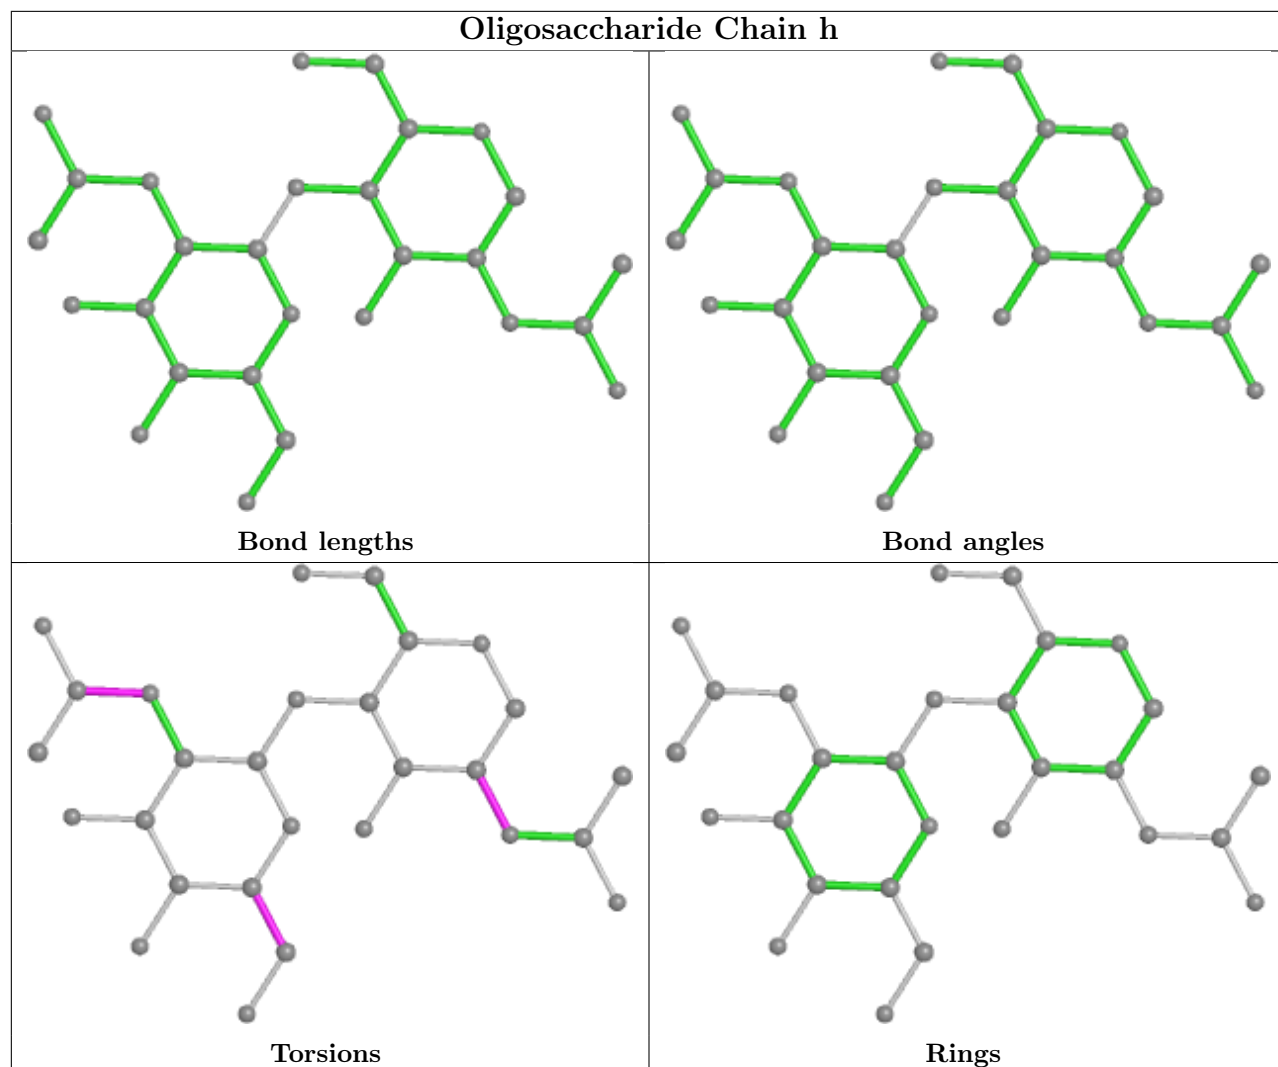 Oligosaccharide Chain h
Bond lengths
Bond angles
Torsions
Rings